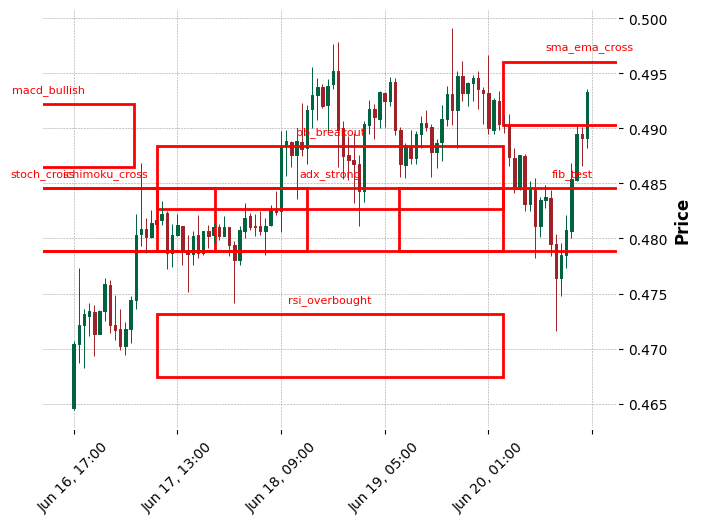 0.500
sma_ema_cross
0.495
macd_bullish
0.490
bb_breakout
stoch_cross
ichimoku_cross
adx_strong
fib_test
0.485
Price
0.480
0.475
rsi_overbought
0.470
0.465
Jun 16, 17:00
Jun 17, 13:00
Jun 18, 09:00
Jun 19, 05:00
Jun 20, 01:00